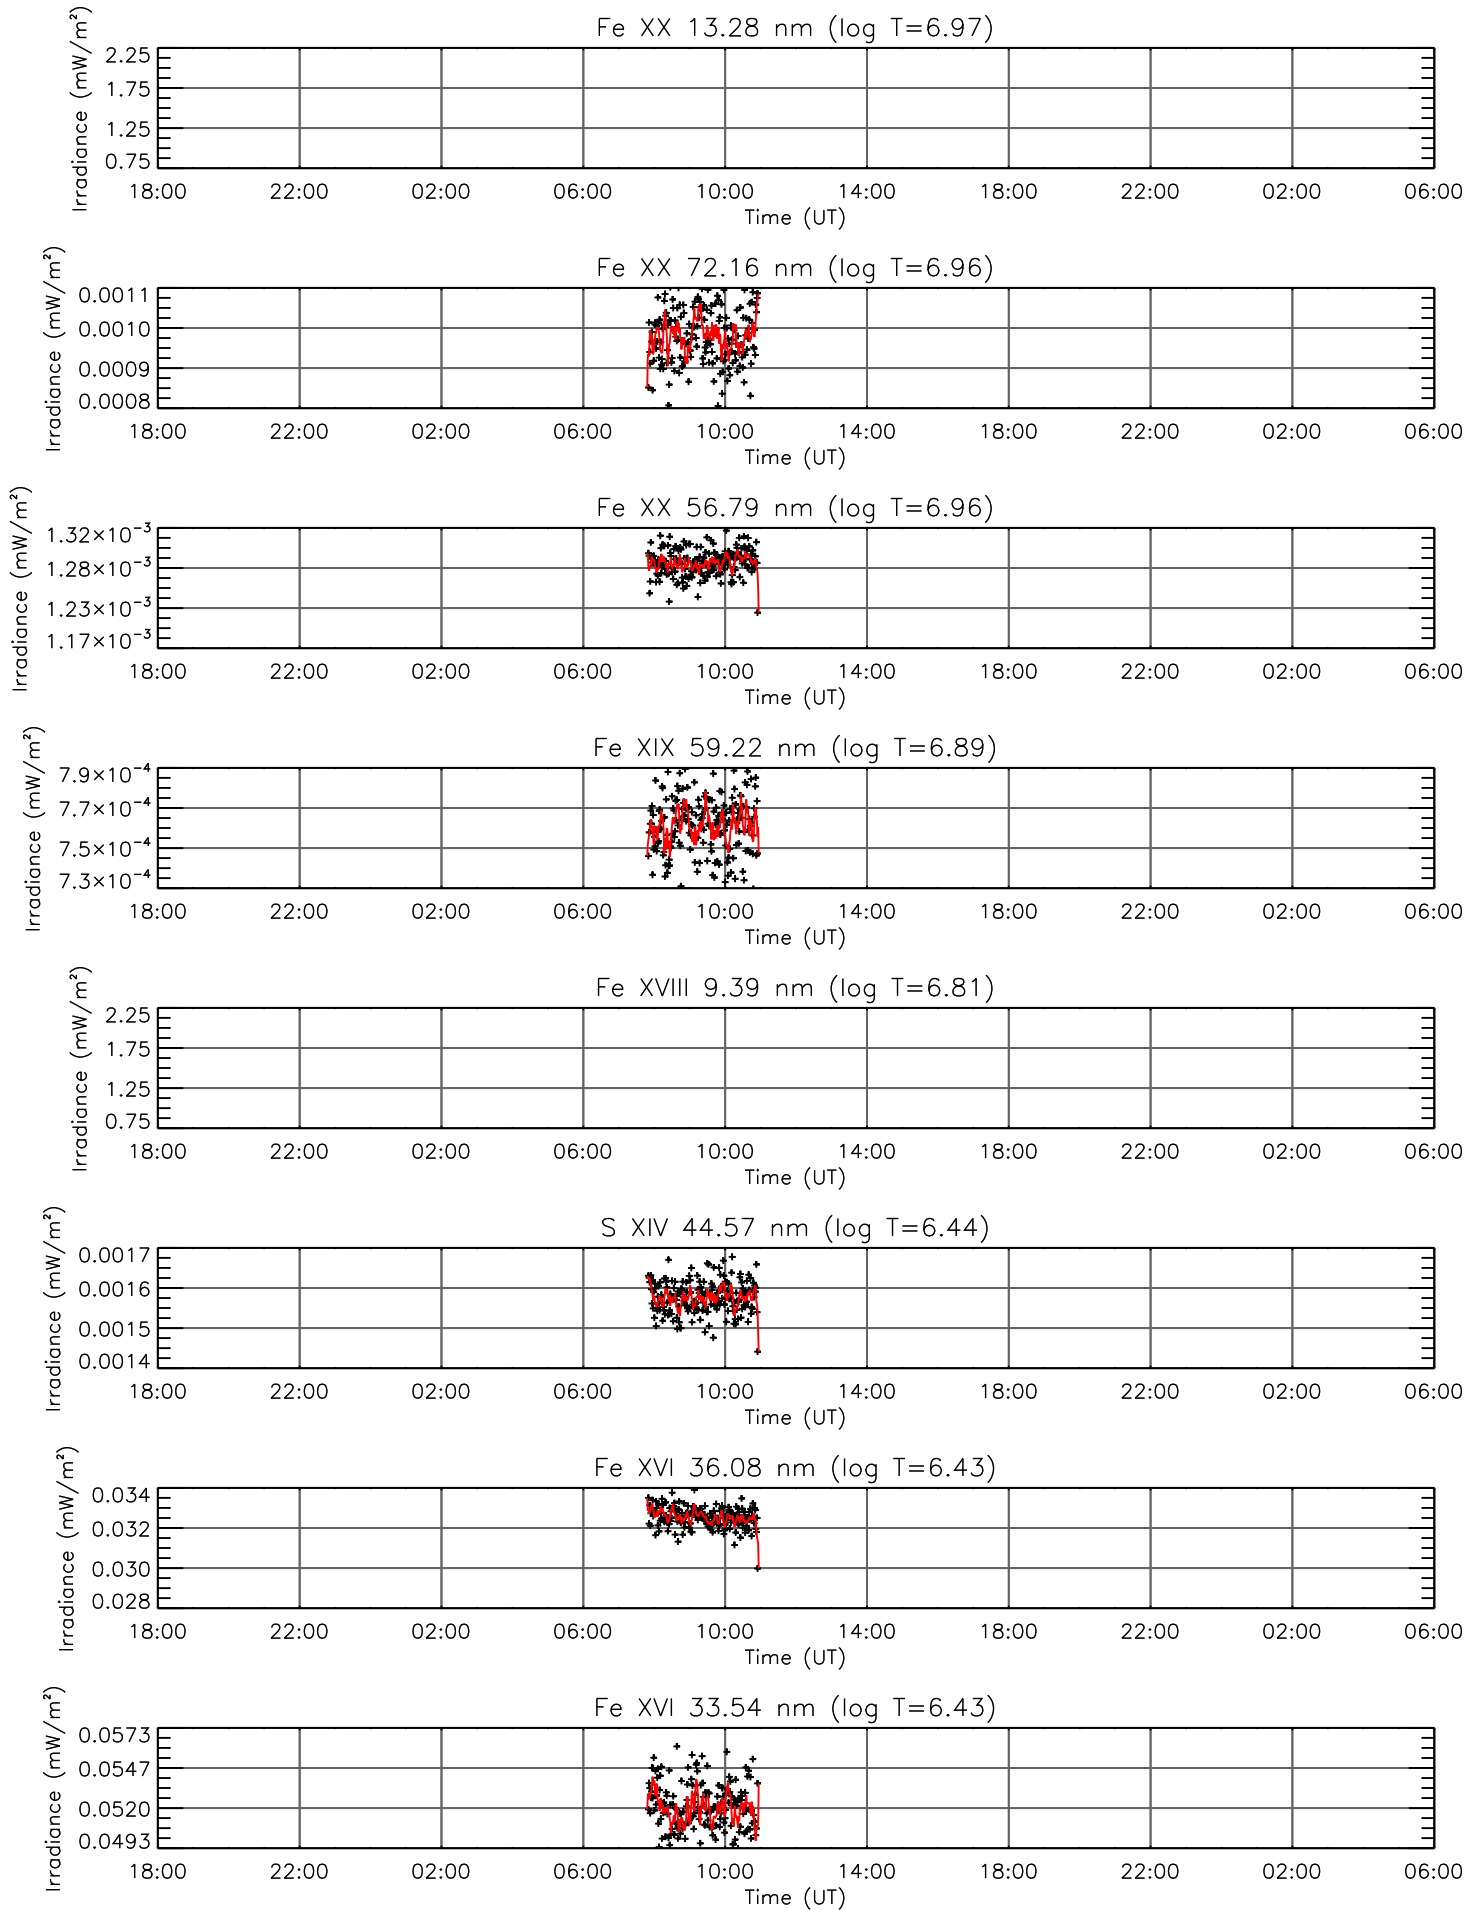 Fe XX 13.28 nm (log T=6.97)
Irradiance (mW/m²)
2.25
1.75
1.25
0.75
18:00 22:00 02:00 06:00 10:00 14:00 18:00 22:00 02:00 06:00
Time (UT)
Fe XX 72.16 nm (log T=6.96)
Irradiance (mW/m²)
0.0011
0.0010
0.0009
0.0008
18:00 22:00 02:00 06:00 10:00 14:00 18:00 22:00 02:00 06:00
Time (UT)
Fe XX 56.79 nm (log T=6.96)
Irradiance (mW/m²)
1.32×10⁻³
1.28×10⁻³
1.23×10⁻³
1.17×10⁻³
18:00 22:00 02:00 06:00 10:00 14:00 18:00 22:00 02:00 06:00
Time (UT)
Fe XIX 59.22 nm (log T=6.89)
Irradiance (mW/m²)
7.9×10⁻⁴
7.7×10⁻⁴
7.5×10⁻⁴
7.3×10⁻⁴
18:00 22:00 02:00 06:00 10:00 14:00 18:00 22:00 02:00 06:00
Time (UT)
Fe XVIII 9.39 nm (log T=6.81)
Irradiance (mW/m²)
2.25
1.75
1.25
0.75
18:00 22:00 02:00 06:00 10:00 14:00 18:00 22:00 02:00 06:00
Time (UT)
S XIV 44.57 nm (log T=6.44)
Irradiance (mW/m²)
0.0017
0.0016
0.0015
0.0014
18:00 22:00 02:00 06:00 10:00 14:00 18:00 22:00 02:00 06:00
Time (UT)
Fe XVI 36.08 nm (log T=6.43)
Irradiance (mW/m²)
0.034
0.032
0.030
0.028
18:00 22:00 02:00 06:00 10:00 14:00 18:00 22:00 02:00 06:00
Time (UT)
Fe XVI 33.54 nm (log T=6.43)
Irradiance (mW/m²)
0.0573
0.0547
0.0520
0.0493
18:00 22:00 02:00 06:00 10:00 14:00 18:00 22:00 02:00 06:00
Time (UT)